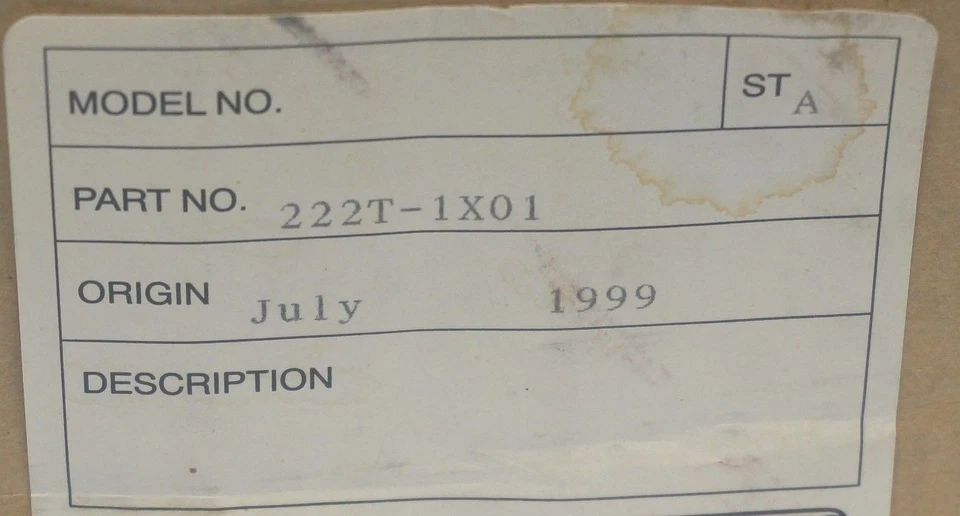 MODEL NO.
ST A
PART NO. 222T-1X01
ORIGIN July 1999
DESCRIPTION